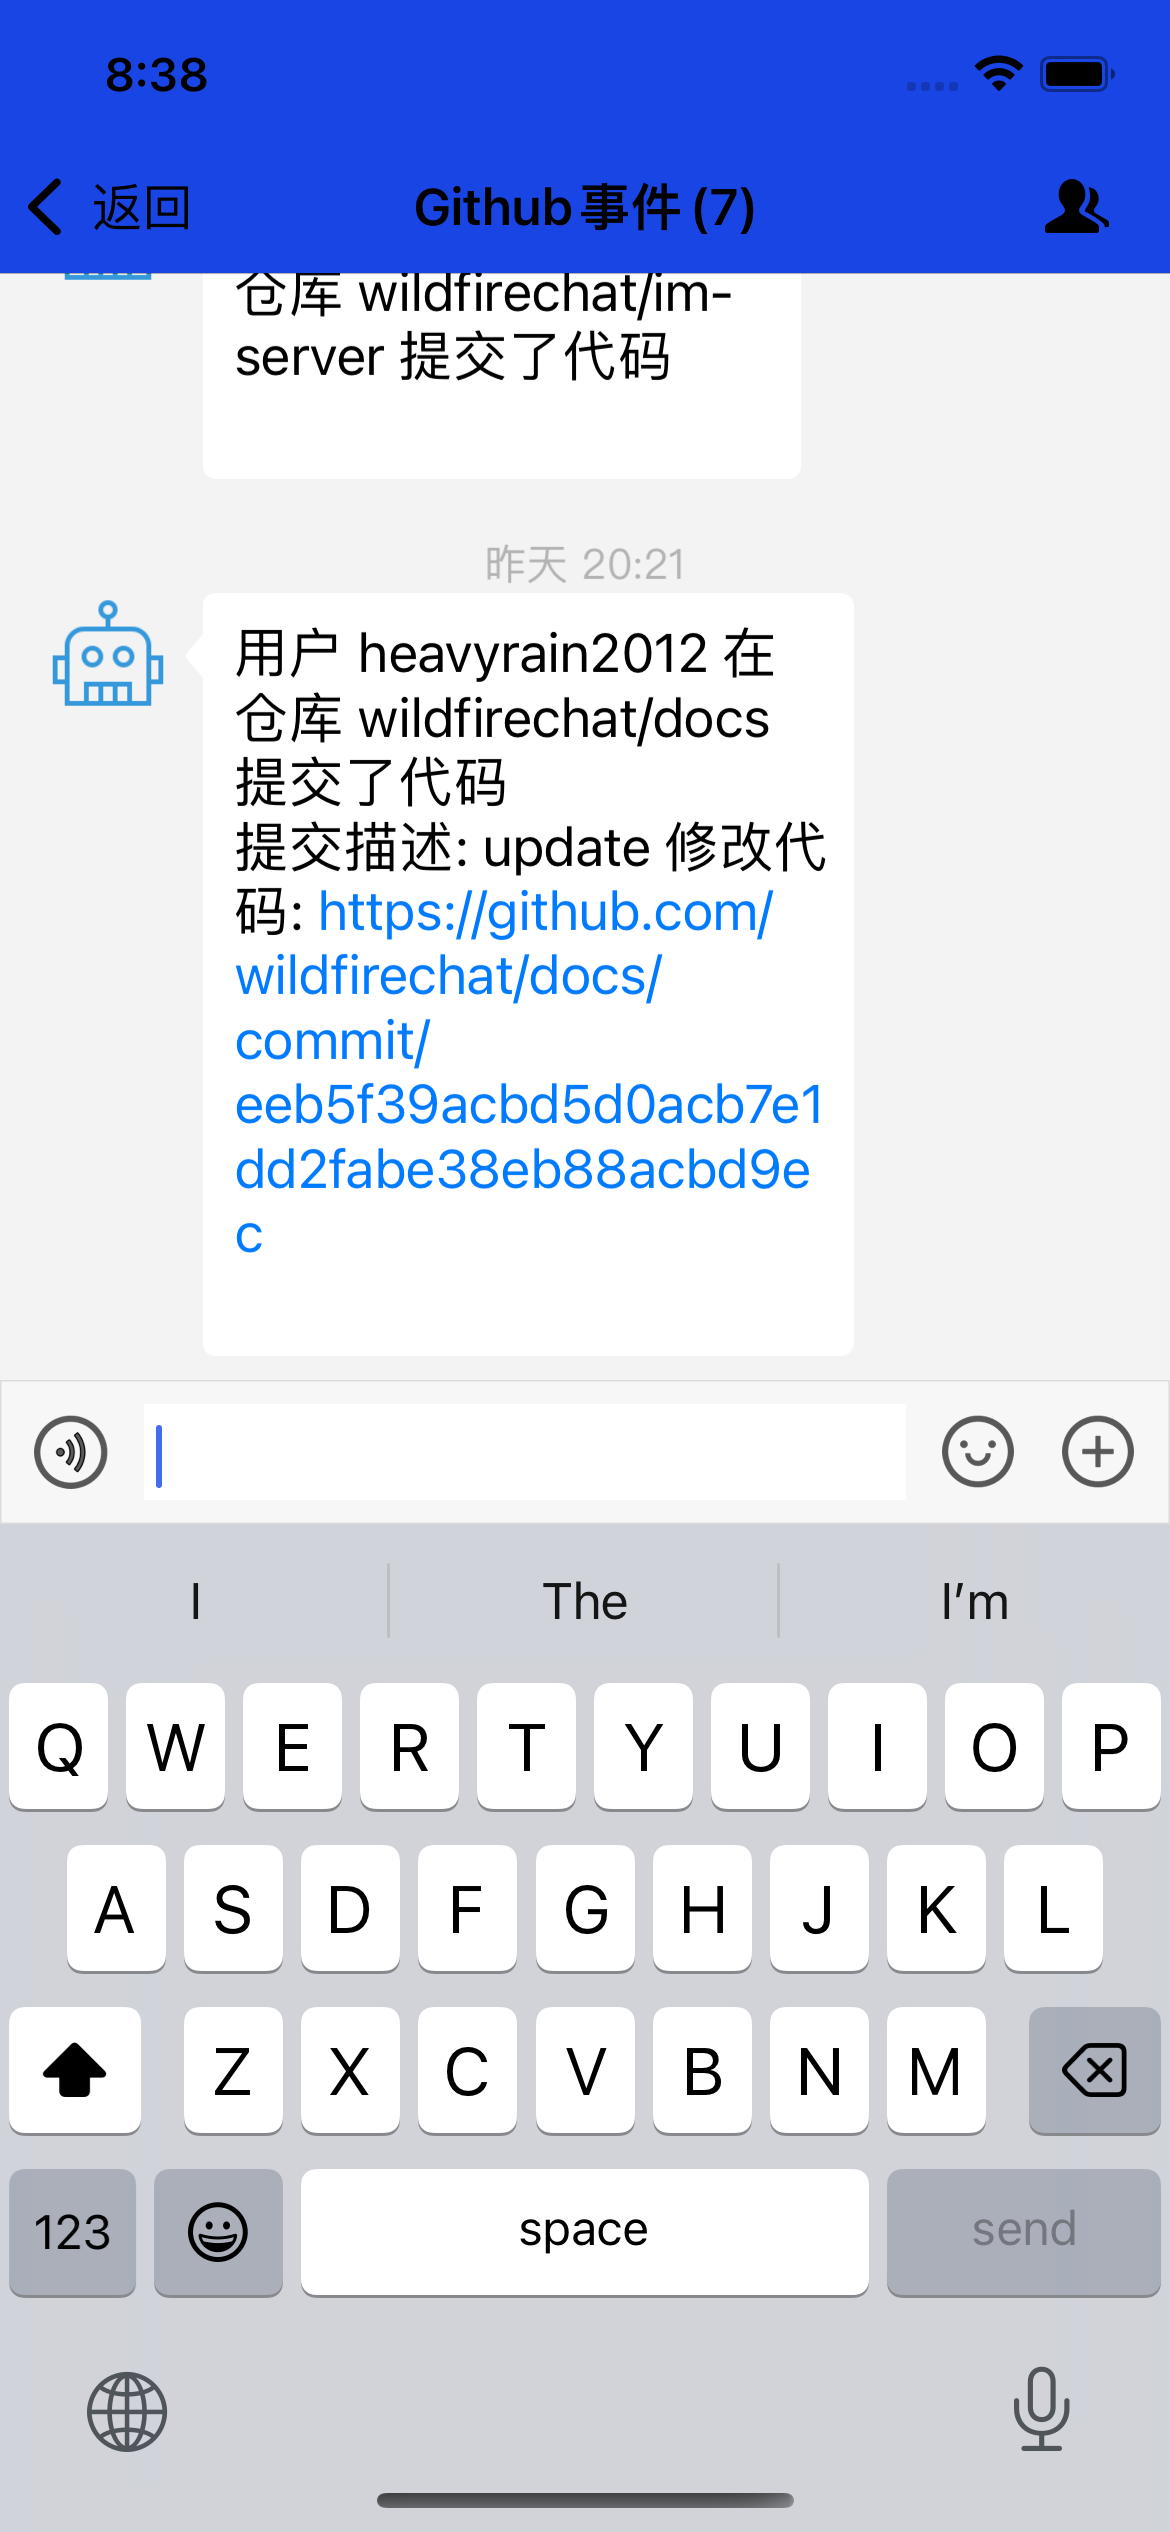 8:38
返回
Github事件(7)
仓库 wildfirechat/im-
server 提交了代码
昨天 20:21
用户 heavyrain2012 在
仓库 wildfirechat/docs
提交了代码
提交描述: update 修改代
码: https://github.com/
wildfirechat/docs/
commit/
eeb5f39acbd5d0acb7e1
dd2fabe38eb88acbd9e
c
I The I'm
Q W E R T Y U I O P
A S D F G H J K L
Z X C V B N M
123 space send